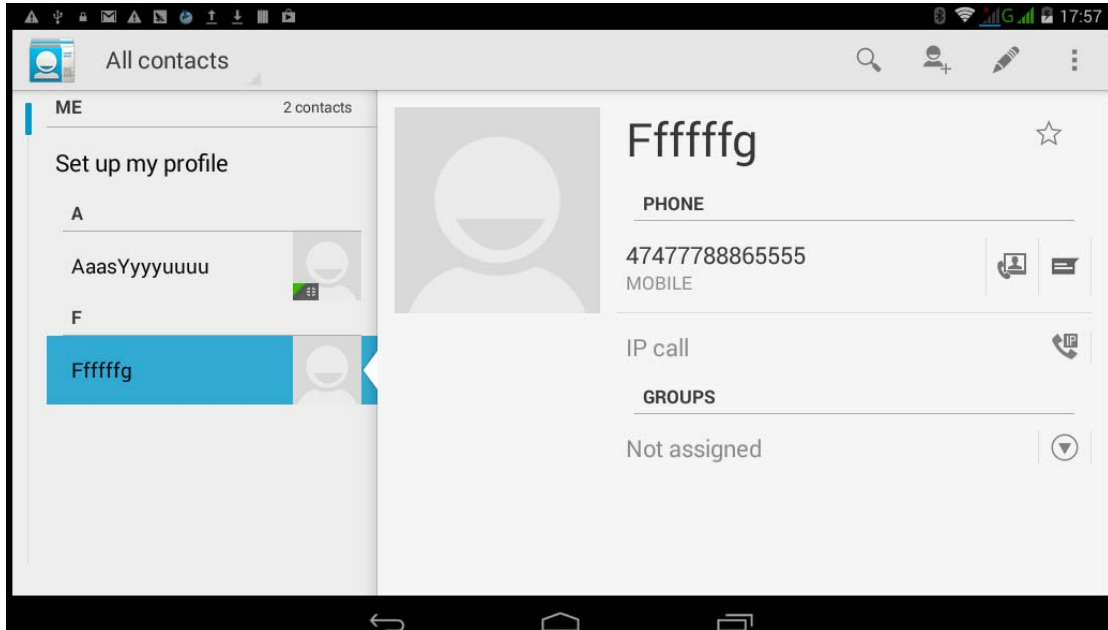 G 17:57
All contacts
ME 2 contacts
Set up my profile
A
AaasYyyyuuuu
F
Ffffffg
Ffffffg
PHONE
47477788865555
MOBILE
IP call
IP
GROUPS
Not assigned